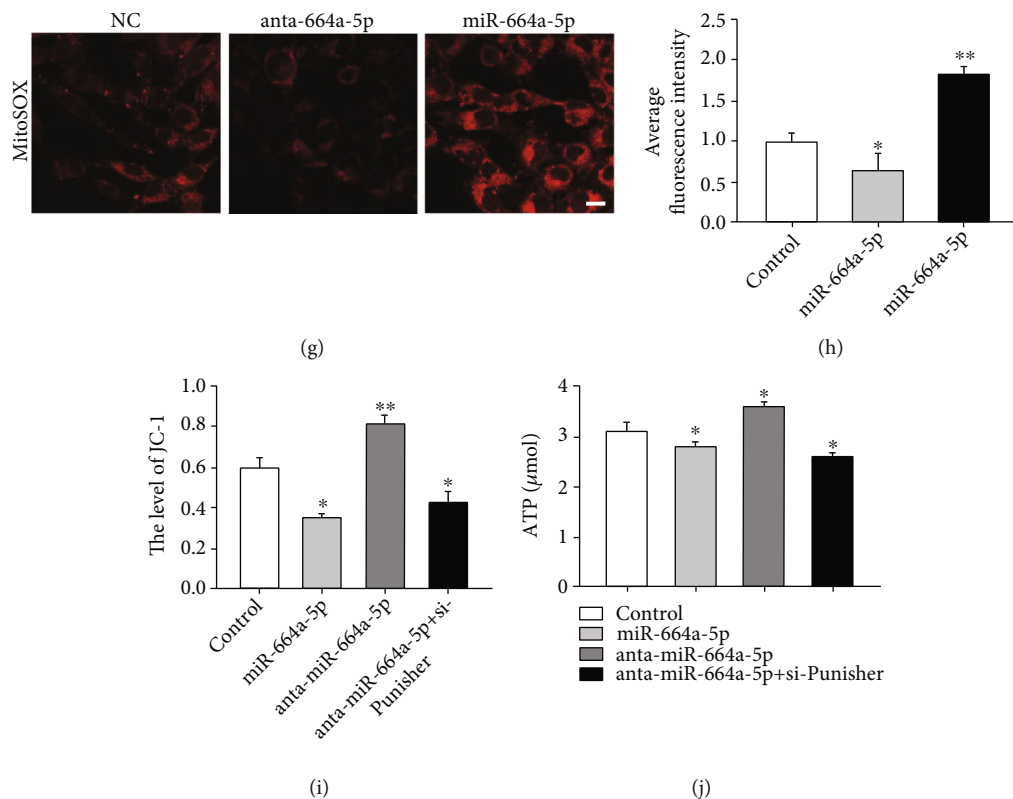 NC
anta-664a-5p
miR-664a-5p
MitoSOX
(g)
Average
fluorescence intensity
2.5
2.0
1.5
1.0
0.5
0.0
*
**
Control
miR-664a-5p
miR-664a-5p
(h)
The level of JC-1
1.0
0.8
0.6
0.4
0.2
0.0
*
**
*
Control
miR-664a-5p
anta-miR-664a-5p
anta-miR-664a-5p+si-
Punisher
(i)
ATP (μmol)
4
3
2
1
0
*
*
*
Control
miR-664a-5p
anta-miR-664a-5p
anta-miR-664a-5p+si-Punisher
(j)